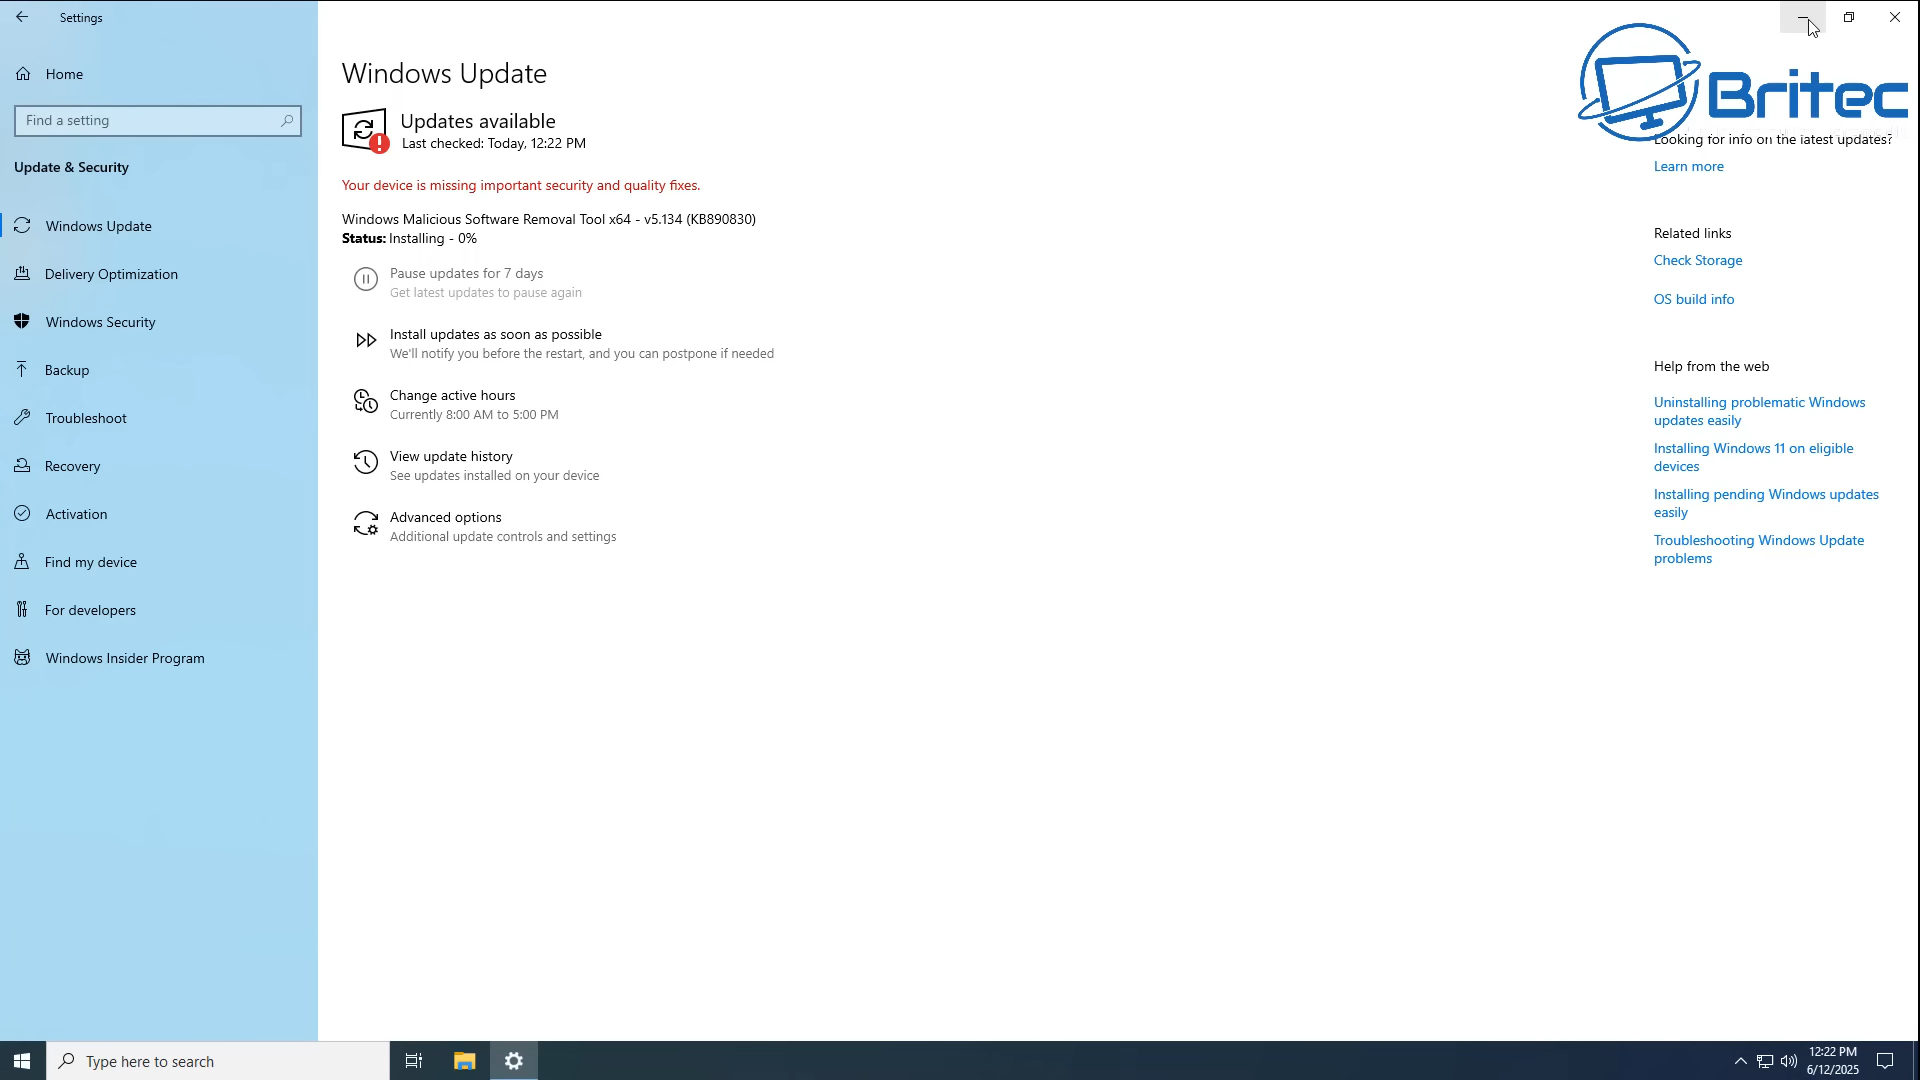 Settings
Home
Find a setting
Update & Security
Windows Update
Delivery Optimization
Windows Security
Backup
Troubleshoot
Recovery
Activation
Find my device
For developers
Windows Insider Program
Windows Update
Updates available
Last checked: Today, 12:22 PM
Your device is missing important security and quality fixes.
Windows Malicious Software Removal Tool x64 - v5.134 (KB890830)
Status: Installing - 0%
Pause updates for 7 days
Get latest updates to pause again
Install updates as soon as possible
We'll notify you before the restart, and you can postpone if needed
Change active hours
Currently 8:00 AM to 5:00 PM
View update history
See updates installed on your device
Advanced options
Additional update controls and settings
Britec
Looking for info on the latest updates?
Learn more
Related links
Check Storage
OS build info
Help from the web
Uninstalling problematic Windows
updates easily
Installing Windows 11 on eligible
devices
Installing pending Windows updates
easily
Troubleshooting Windows Update
problems
Type here to search
12:22 PM
6/12/2025